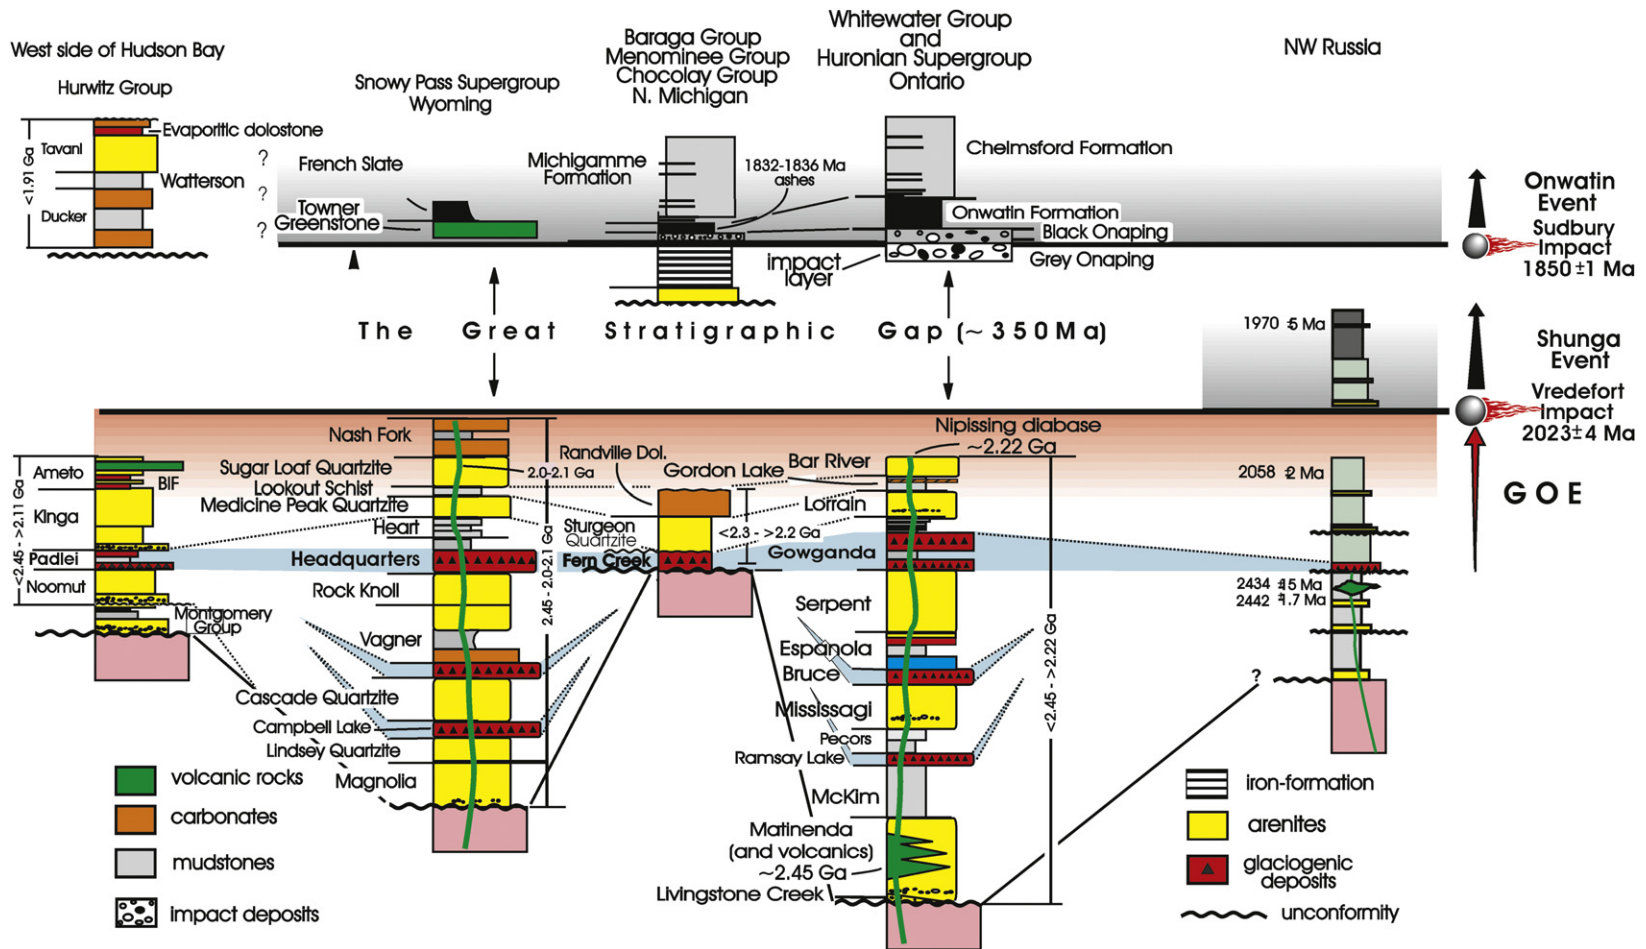 West side of Hudson Bay
Hurwitz Group
Snowy Pass Supergroup
Wyoming
Baraga Group
Menominee Group
Chocolay Group
N. Michigan
Whitewater Group
and
Huronian Supergroup
Ontario
NW Russia
<1.91 Ga
Tavani
Ducker
Evaporitic dolostone
Watterson
?
?
?
French Slate
Towner
Greenstone
Michigamme
Formation
1832-1836 Ma
ashes
impact
layer
Chelmsford Formation
Onwatin Formation
Black Onaping
Grey Onaping
Onwatin
Event
Sudbury
Impact
1850 ±1 Ma
The Great Stratigraphic Gap (~ 350Ma)
1970 ±5 Ma
Shunga
Event
Vredefort
Impact
2023±4 Ma
GOE
<2.45 - >2.11 Ga
Ameto
Kinga
Padlei
Noomut
BIF
Montgomery
Group
Nash Fork
Sugar Loaf Quartzite
Lookout Schist
Medicine Peak Quartzite
Heart
Headquarters
Rock Knoll
Vagner
Cascade Quartzite
Campbell Lake
Lindsey Quartzite
Magnolia
2.0-2.1 Ga
2.45 - 2.0-2.1 Ga
Randville Dol.
Sturgeon
Quartzite
Fern Creek
<2.3 - >2.2 Ga
Nipissing diabase
~2.22 Ga
Gordon Lake
Bar River
Lorrain
Gowganda
Serpent
Espanola
Bruce
Mississagi
Pecors
Ramsay Lake
McKim
Matinenda
(and volcanics)
~2.45 Ga
Livingstone Creek
<2.45 - >2.22 Ga
2058 ±2 Ma
2434 ±15 Ma
2442 ±1.7 Ma
?
volcanic rocks
carbonates
mudstones
impact deposits
iron-formation
arenites
glaciogenic
deposits
unconformity